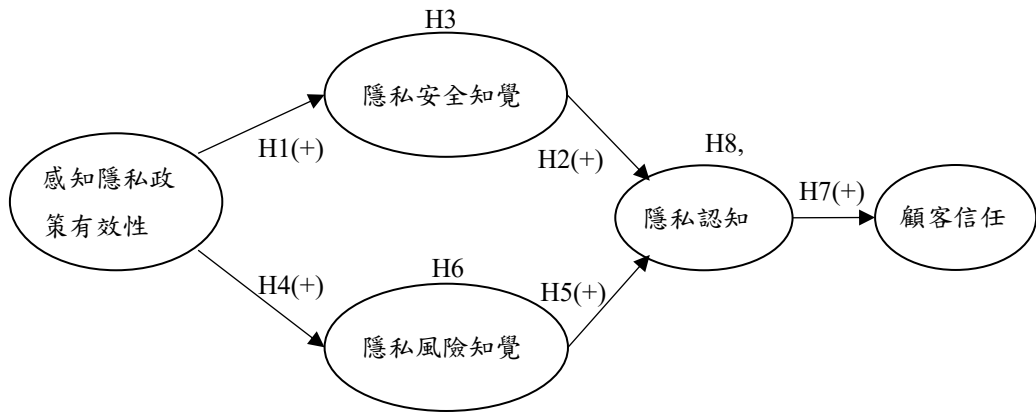 H3
隱私安全知覺
H1(+)
H2(+)
H8,
感知隱私政
策有效性
隱私認知
H7(+)
顧客信任
H4(+)
H6
H5(+)
隱私風險知覺